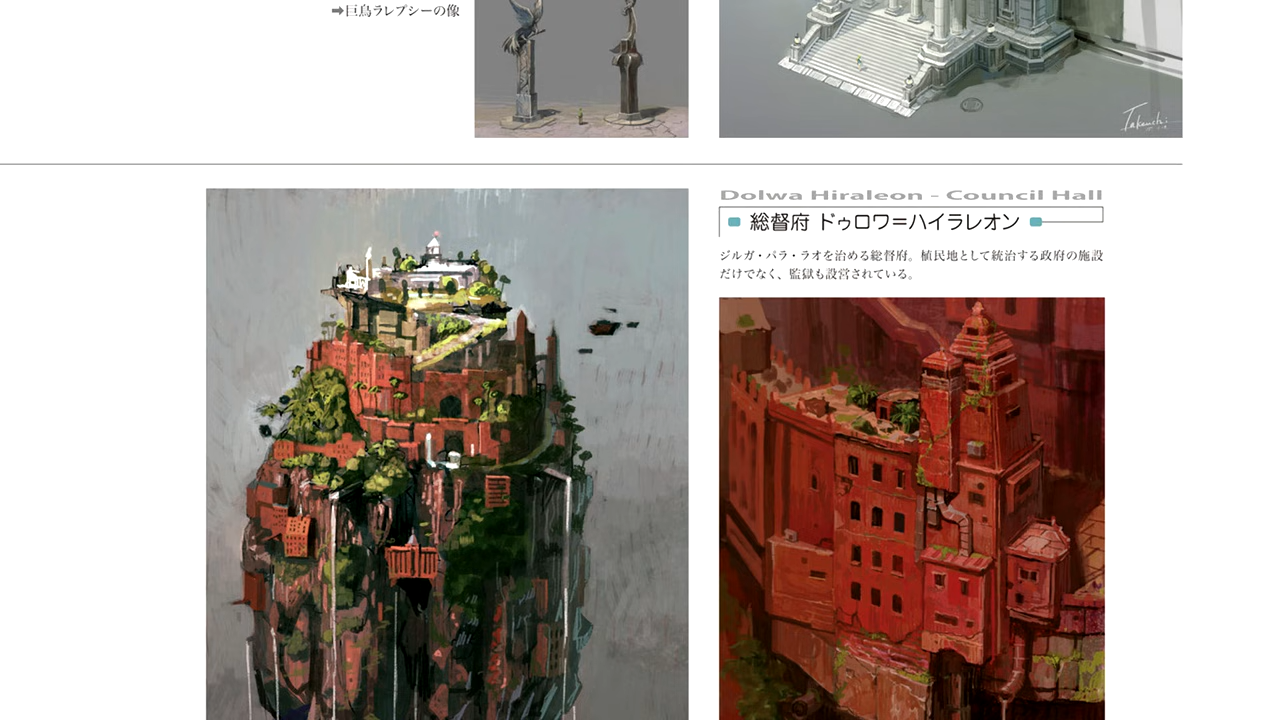 ➡巨鳥ラレプシーの像
Takeuchi
Dolwa Hiraleon - Council Hall
総督府 ドゥロワ=ハイラレオン
ジルガ・パラ・ラオを治める総督府。植民地として統治する政府の施設
だけでなく、監獄も設営されている。